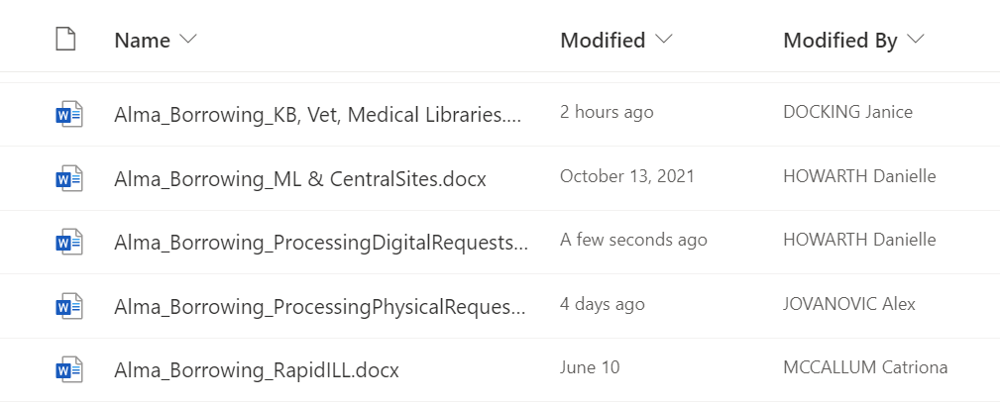 Name Modified Modified By
Alma_Borrowing_KB, Vet, Medical Libraries.... 2 hours ago DOCKING Janice
Alma_Borrowing_ML & CentralSites.docx October 13, 2021 HOWARTH Danielle
Alma_Borrowing_ProcessingDigitalRequests... A few seconds ago HOWARTH Danielle
Alma_Borrowing_ProcessingPhysicalReques... 4 days ago JOVANOVIC Alex
Alma_Borrowing_RapidILL.docx June 10 MCCALLUM Catriona